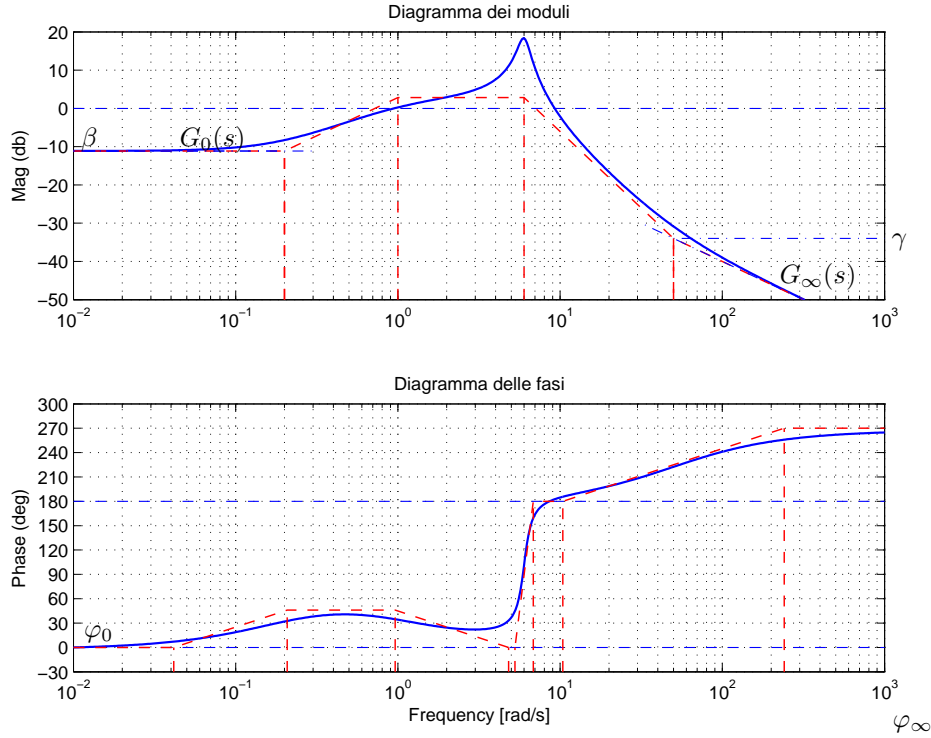 Diagramma dei moduli
20
10
0
−10
−20
−30
−40
−50
Mag (db)
β
G₀(s)
γ
G∞(s)
10⁻² 10⁻¹ 10⁰ 10¹ 10² 10³
Diagramma delle fasi
300
270
240
210
180
150
120
90
60
30
0
−30
Phase (deg)
φ₀
10⁻² 10⁻¹ 10⁰ 10¹ 10² 10³
Frequency [rad/s]
φ∞